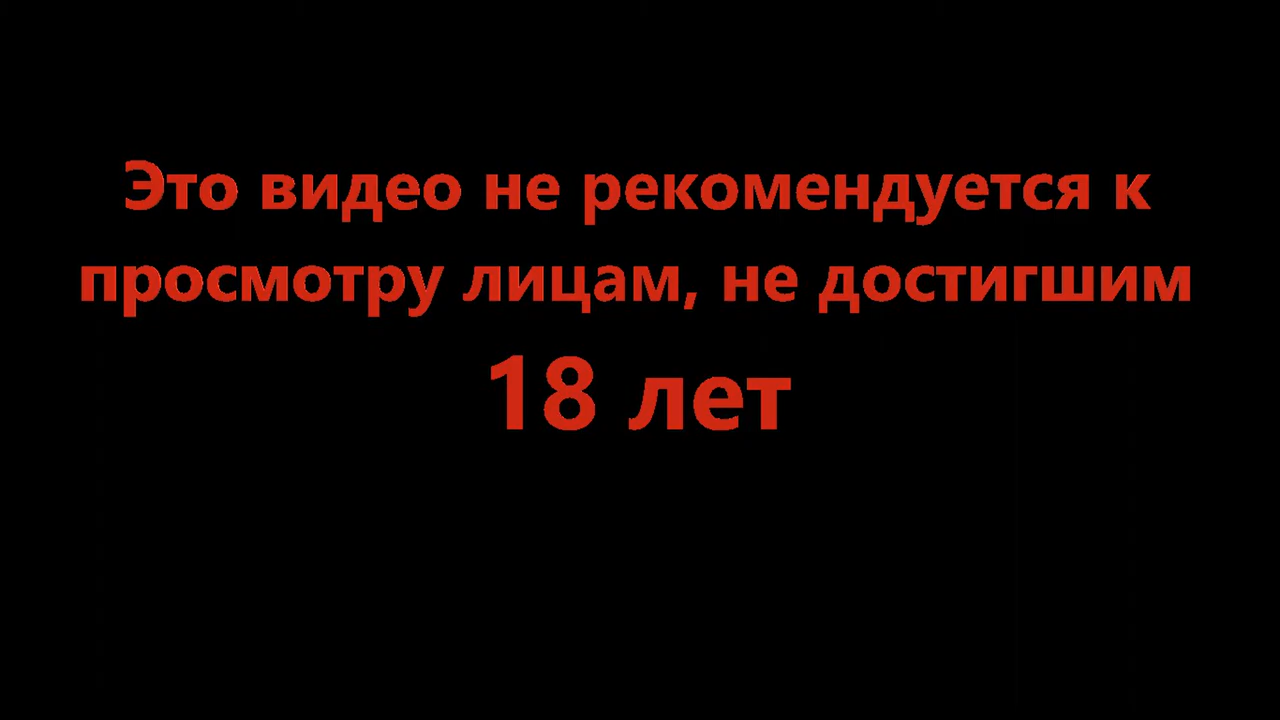 Это видео не рекомендуется к
просмотру лицам, не достигшим
18 лет